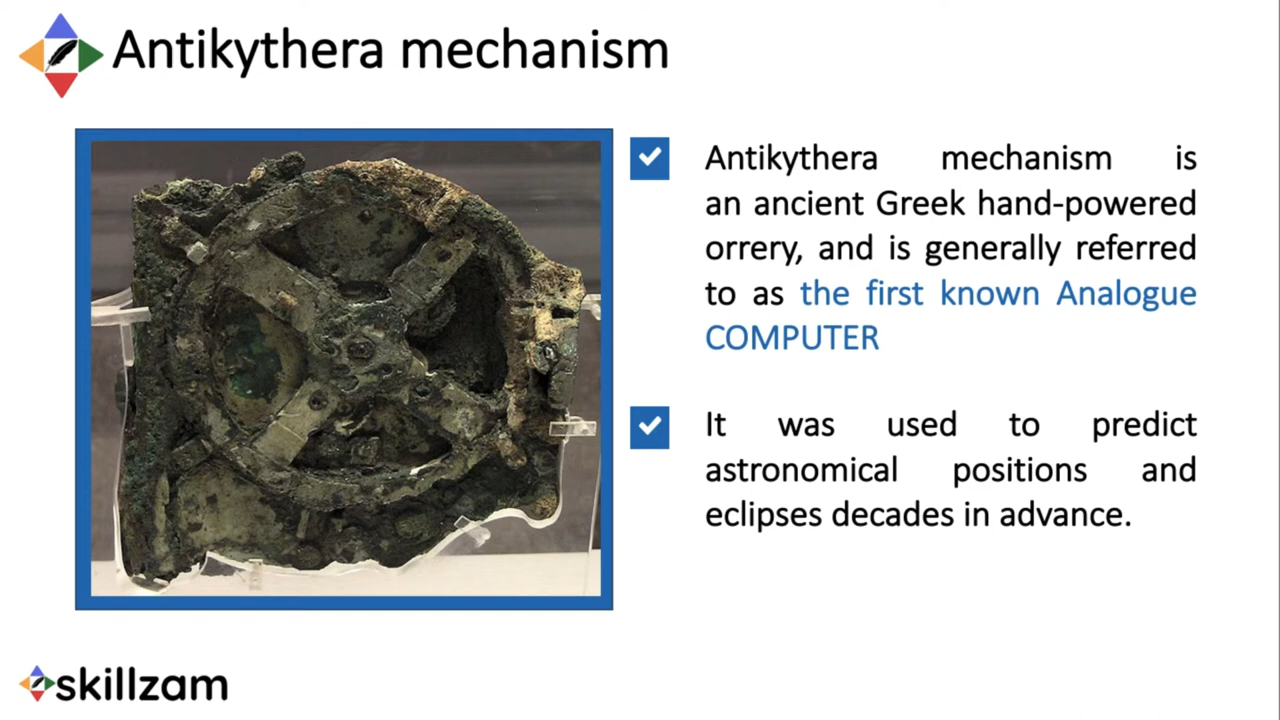 Antikythera mechanism
Antikythera mechanism is
an ancient Greek hand-powered
orrery, and is generally referred
to as the first known Analogue
COMPUTER
It was used to predict
astronomical positions and
eclipses decades in advance.
skillzam